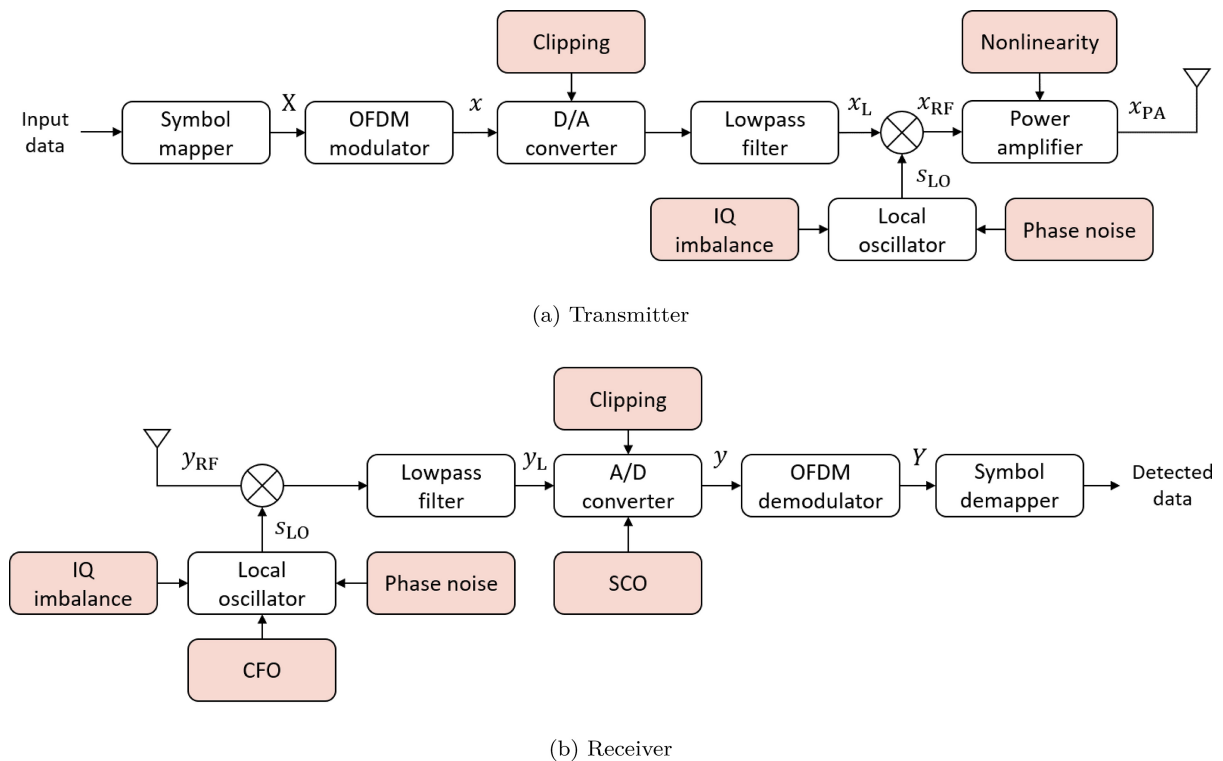 Clipping
Nonlinearity
Input
data
Symbol
mapper
X
OFDM
modulator
x
D/A
converter
Lowpass
filter
x_L
x_RF
Power
amplifier
x_PA
s_LO
IQ
imbalance
Local
oscillator
Phase noise
(a) Transmitter
Clipping
y_RF
Lowpass
filter
y_L
A/D
converter
y
OFDM
demodulator
Y
Symbol
demapper
Detected
data
s_LO
IQ
imbalance
Local
oscillator
Phase noise
SCO
CFO
(b) Receiver